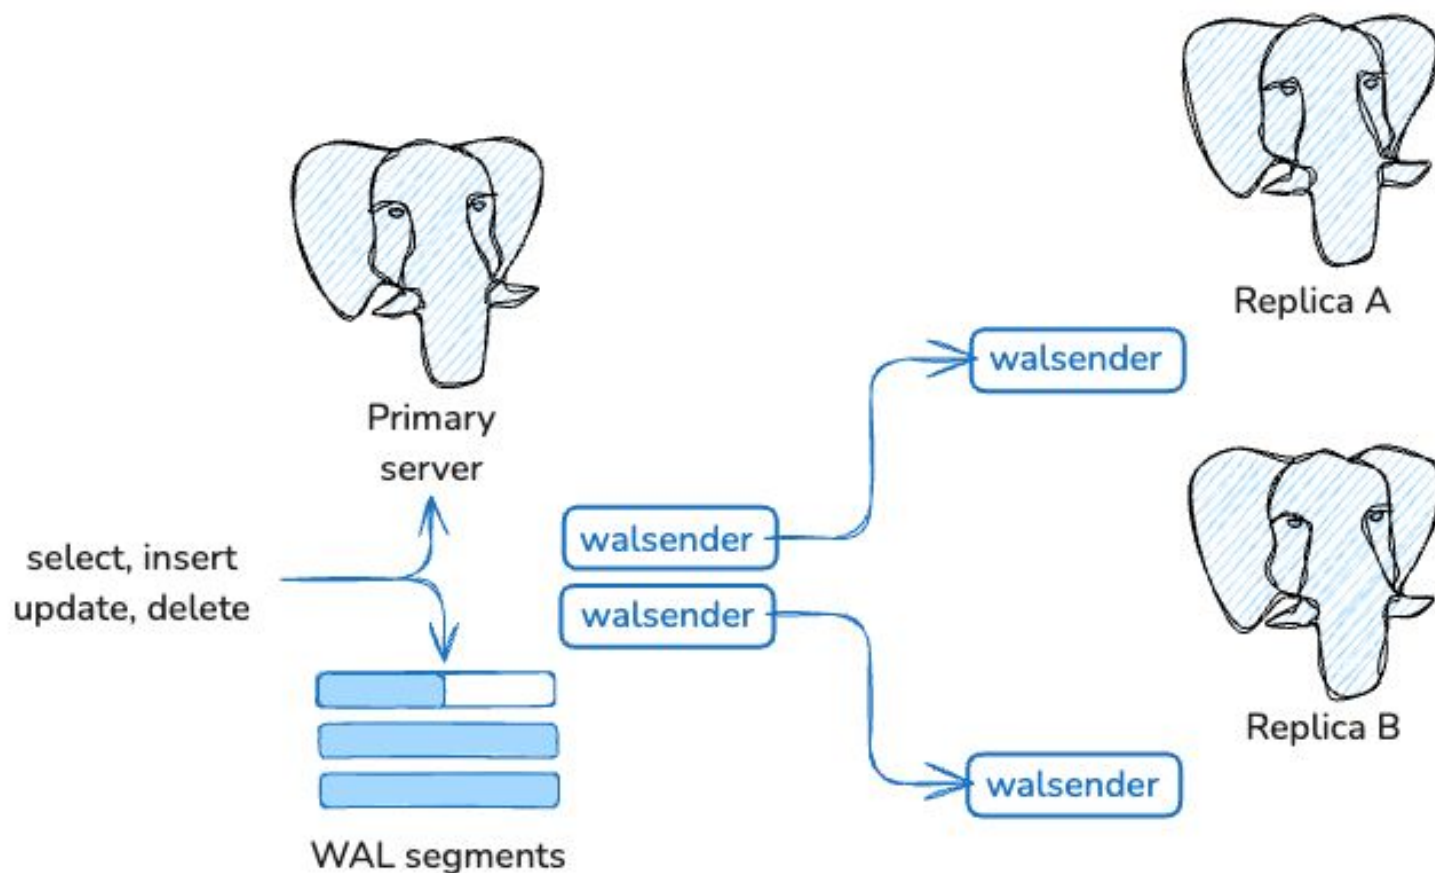 Replica A
walsender
Primary
server
walsender
select, insert
update, delete
walsender
Replica B
walsender
WAL segments